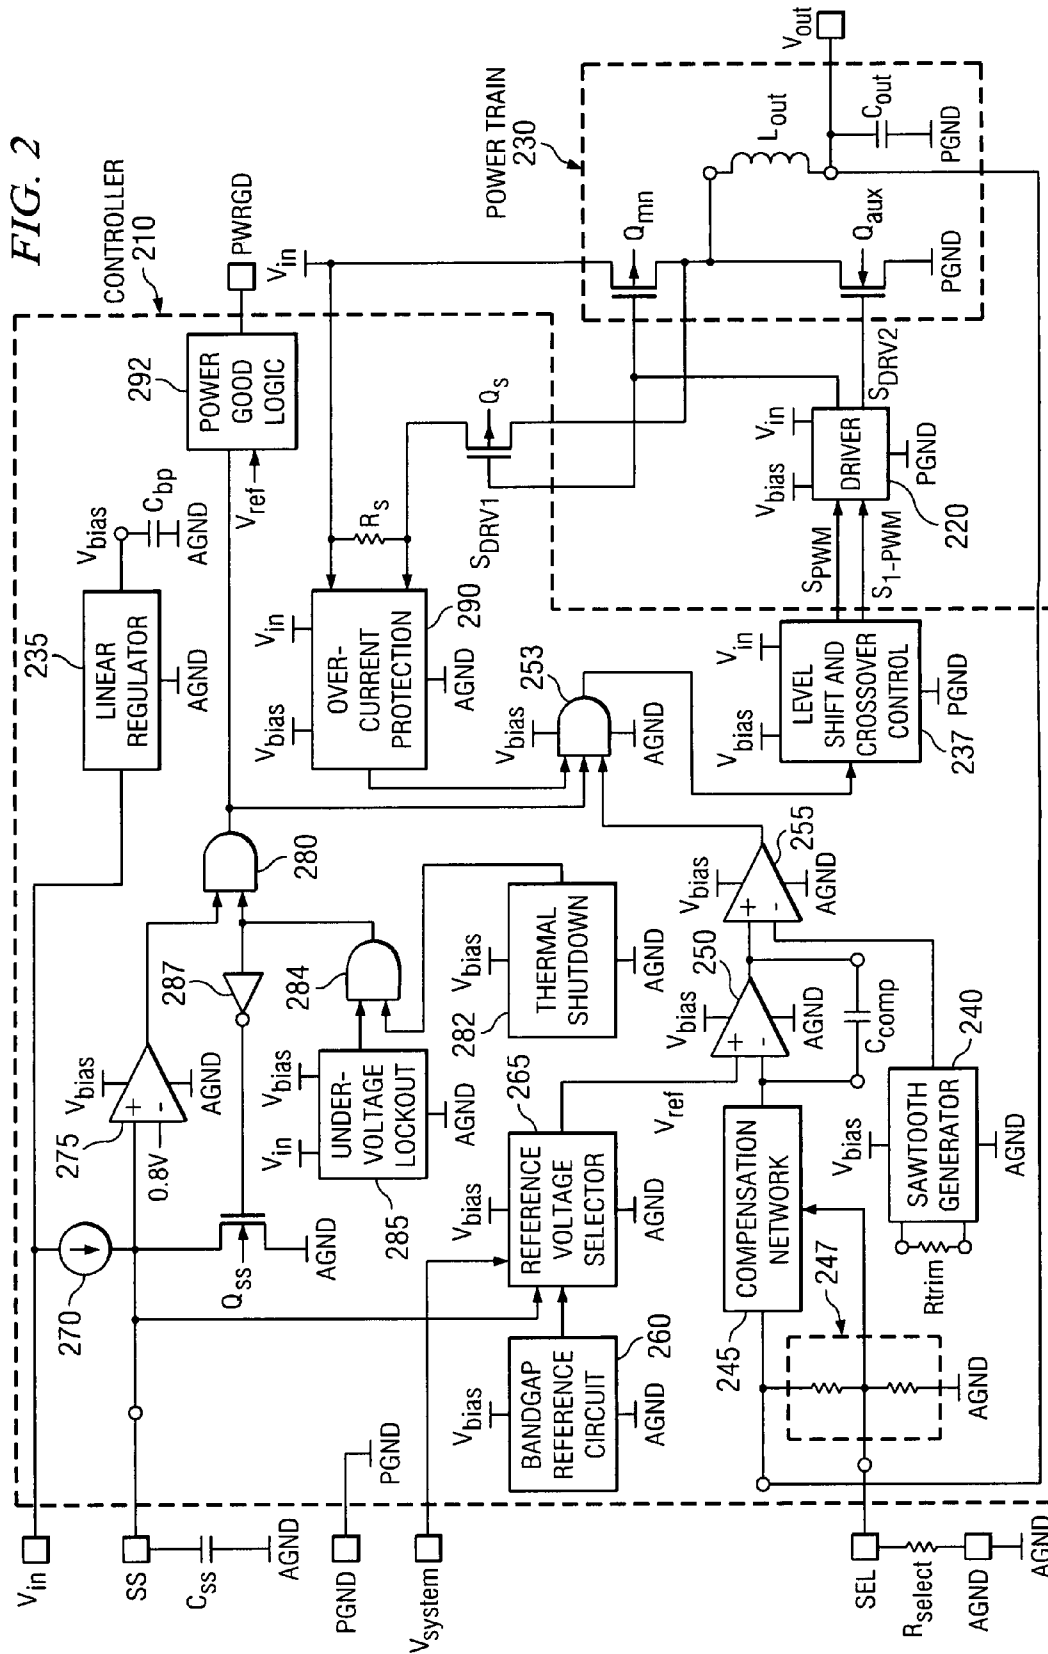 FIG. 2
CONTROLLER
210
POWER TRAIN
230
Vin
SS
Css
AGND
PGND
PGND
Vsystem
SEL
Rselect
AGND
AGND
270
Qss
AGND
275
Vbias
+
-
0.8V
AGND
287
280
284
Vin
Vbias
UNDER-
VOLTAGE
LOCKOUT
285
AGND
Vbias
THERMAL
SHUTDOWN
282
AGND
235
LINEAR
REGULATOR
AGND
Vbias
Cbp
AGND
292
POWER
GOOD
LOGIC
Vref
PWRGD
Vbias
Vin
OVER-
CURRENT
PROTECTION
290
AGND
Rs
Vin
SDRV1
Qs
Vbias
BANDGAP
REFERENCE
CIRCUIT
260
AGND
Vbias
REFERENCE
VOLTAGE
SELECTOR
265
AGND
Vref
Vbias
250
+
-
AGND
Ccomp
Vbias
255
+
-
AGND
Vbias
253
AGND
245
COMPENSATION
NETWORK
247
AGND
Vbias
SAWTOOTH
GENERATOR
240
Rtrim
AGND
Vbias
Vin
LEVEL
SHIFT AND
CROSSOVER
CONTROL
237
PGND
SPWM
S1-PWM
Vbias
Vin
DRIVER
220
PGND
SDRV2
Qmn
Qaux
PGND
Lout
Cout
PGND
Vout